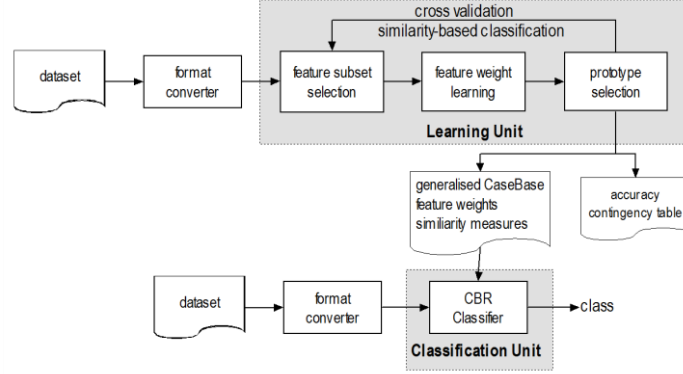 cross validation
similarity-based classification
dataset
format
converter
feature subset
selection
feature weight
learning
prototype
selection
Learning Unit
generalised CaseBase
feature weights
similiarity measures
accuracy
contingency table
dataset
format
converter
CBR
Classifier
class
Classification Unit